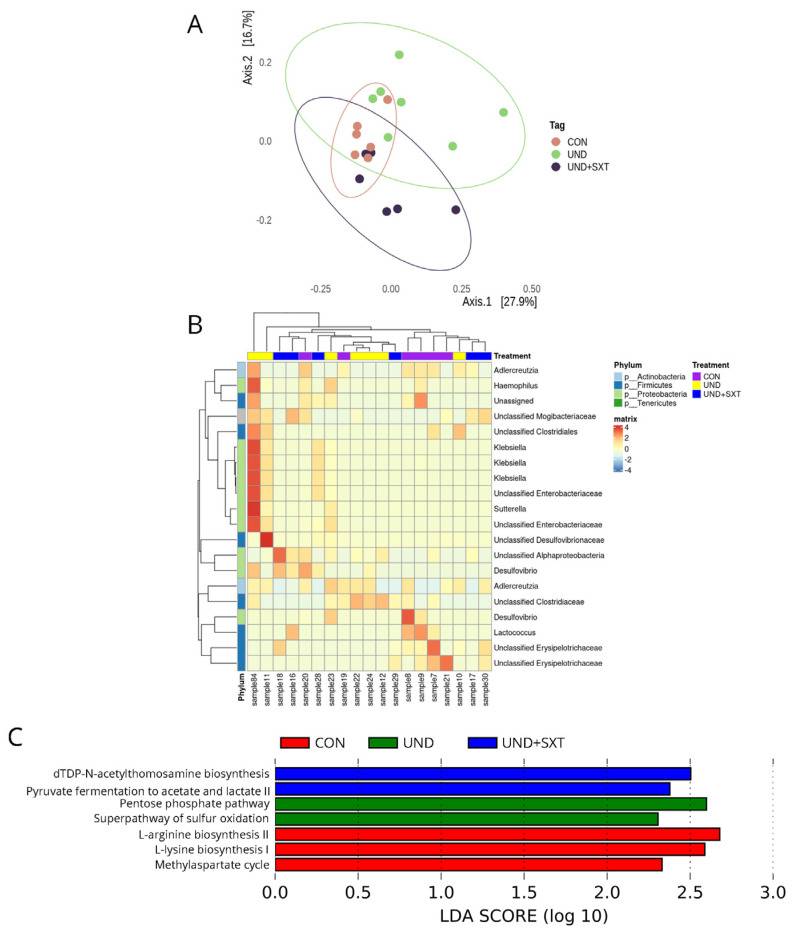 A
Axis.2 [16.7%]
0.2
0.0
-0.2
-0.25
0.00
0.25
0.50
Axis.1 [27.9%]
Tag
CON
UND
UND+SXT
B
Treatment
Adlercreutzia
Haemophilus
Unassigned
Unclassified Mogibacteriaceae
Unclassified Clostridiales
Klebsiella
Klebsiella
Klebsiella
Unclassified Enterobacteriaceae
Sutterella
Unclassified Enterobacteriaceae
Unclassified Desulfovibrionaceae
Unclassified Alphaproteobacteria
Desulfovibrio
Adlercreutzia
Unclassified Clostridiaceae
Desulfovibrio
Lactococcus
Unclassified Erysipelotrichaceae
Unclassified Erysipelotrichaceae
Phylum
sample84
sample11
sample18
sample16
sample20
sample28
sample23
sample19
sample22
sample24
sample12
sample29
sample8
sample9
sample7
sample21
sample10
sample17
sample30
Phylum
p__Actinobacteria
p__Firmicutes
p__Proteobacteria
p__Tenericutes
Treatment
CON
UND
UND+SXT
matrix
4
2
0
-2
-4
C
CON
UND
UND+SXT
dTDP-N-acetylthomosamine biosynthesis
Pyruvate fermentation to acetate and lactate II
Pentose phosphate pathway
Superpathway of sulfur oxidation
L-arginine biosynthesis II
L-lysine biosynthesis I
Methylaspartate cycle
0.0
0.5
1.0
1.5
2.0
2.5
3.0
LDA SCORE (log 10)